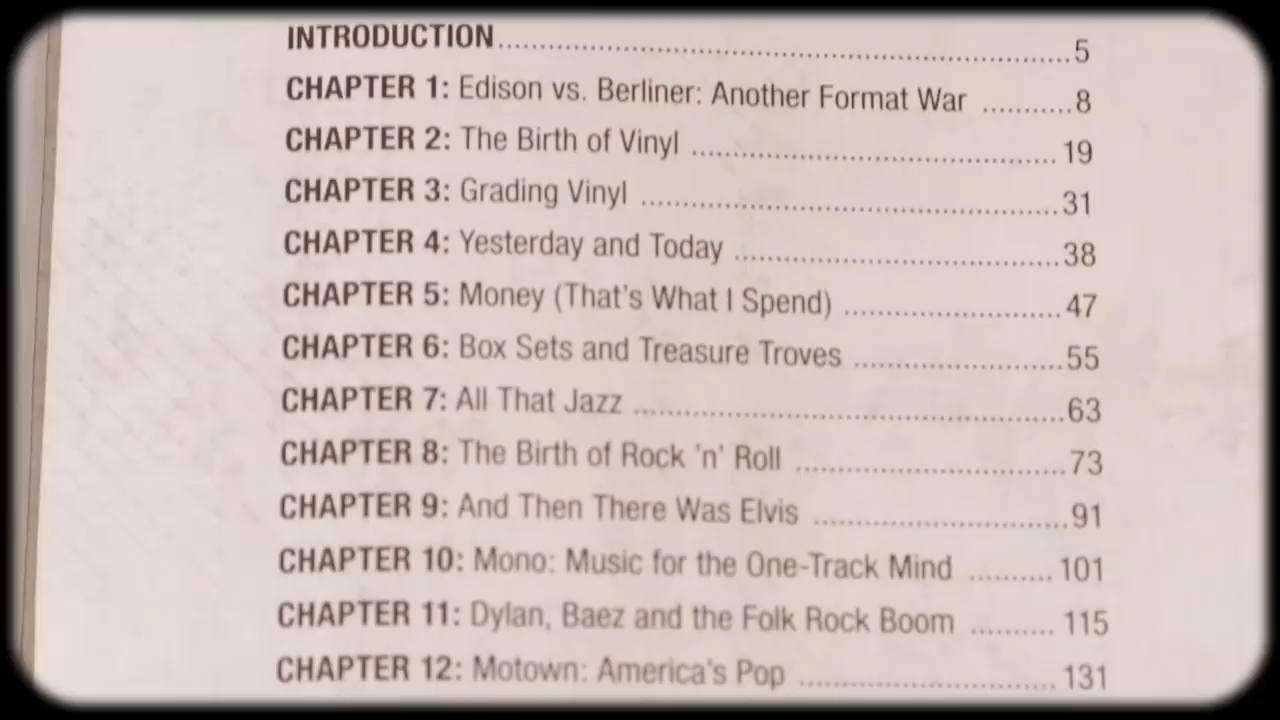 INTRODUCTION..........................................................................5
CHAPTER 1: Edison vs. Berliner: Another Format War ...........8
CHAPTER 2: The Birth of Vinyl ............................................. 19
CHAPTER 3: Grading Vinyl ....................................................31
CHAPTER 4: Yesterday and Today ........................................38
CHAPTER 5: Money (That's What I Spend) ........................... 47
CHAPTER 6: Box Sets and Treasure Troves ..........................55
CHAPTER 7: All That Jazz .....................................................63
CHAPTER 8: The Birth of Rock 'n' Roll .................................73
CHAPTER 9: And Then There Was Elvis ...............................91
CHAPTER 10: Mono: Music for the One-Track Mind ..........101
CHAPTER 11: Dylan, Baez and the Folk Rock Boom .......... 115
CHAPTER 12: Motown: America's Pop ............................... 131